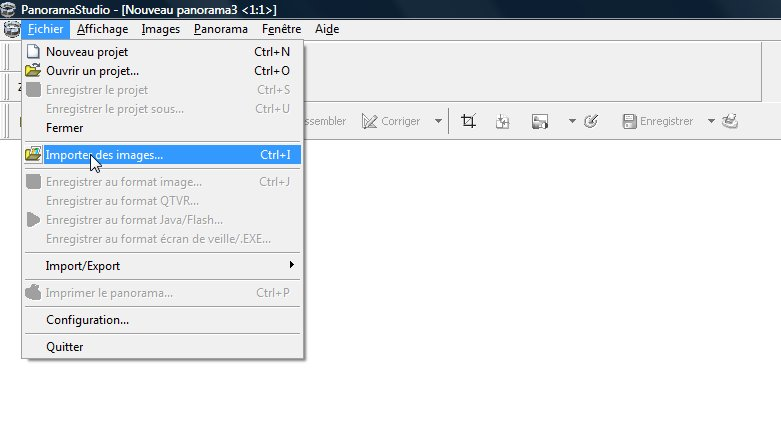 PanoramaStudio - [Nouveau panorama3 <1:1>]
Fichier Affichage Images Panorama Fenêtre Aide
Nouveau projet Ctrl+N
Ouvrir un projet... Ctrl+O
Enregistrer le projet Ctrl+S
Enregistrer le projet sous... Ctrl+U
Fermer
Importer des images... Ctrl+I
Enregistrer au format image... Ctrl+J
Enregistrer au format QTVR...
Enregistrer au format Java/Flash...
Enregistrer au format écran de veille/.EXE...
Import/Export
Imprimer le panorama... Ctrl+P
Configuration...
Quitter
Corriger Enregistrer